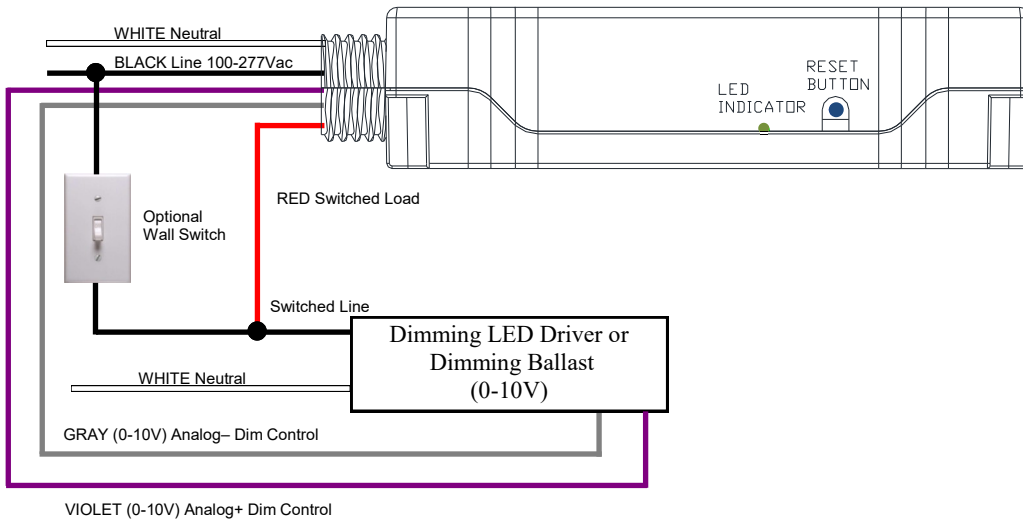 WHITE Neutral
BLACK Line 100-277Vac
RESET
BUTTON
LED
INDICATOR
RED Switched Load
Optional
Wall Switch
Switched Line
Dimming LED Driver or
Dimming Ballast
(0-10V)
WHITE Neutral
GRAY (0-10V) Analog– Dim Control
VIOLET (0-10V) Analog+ Dim Control